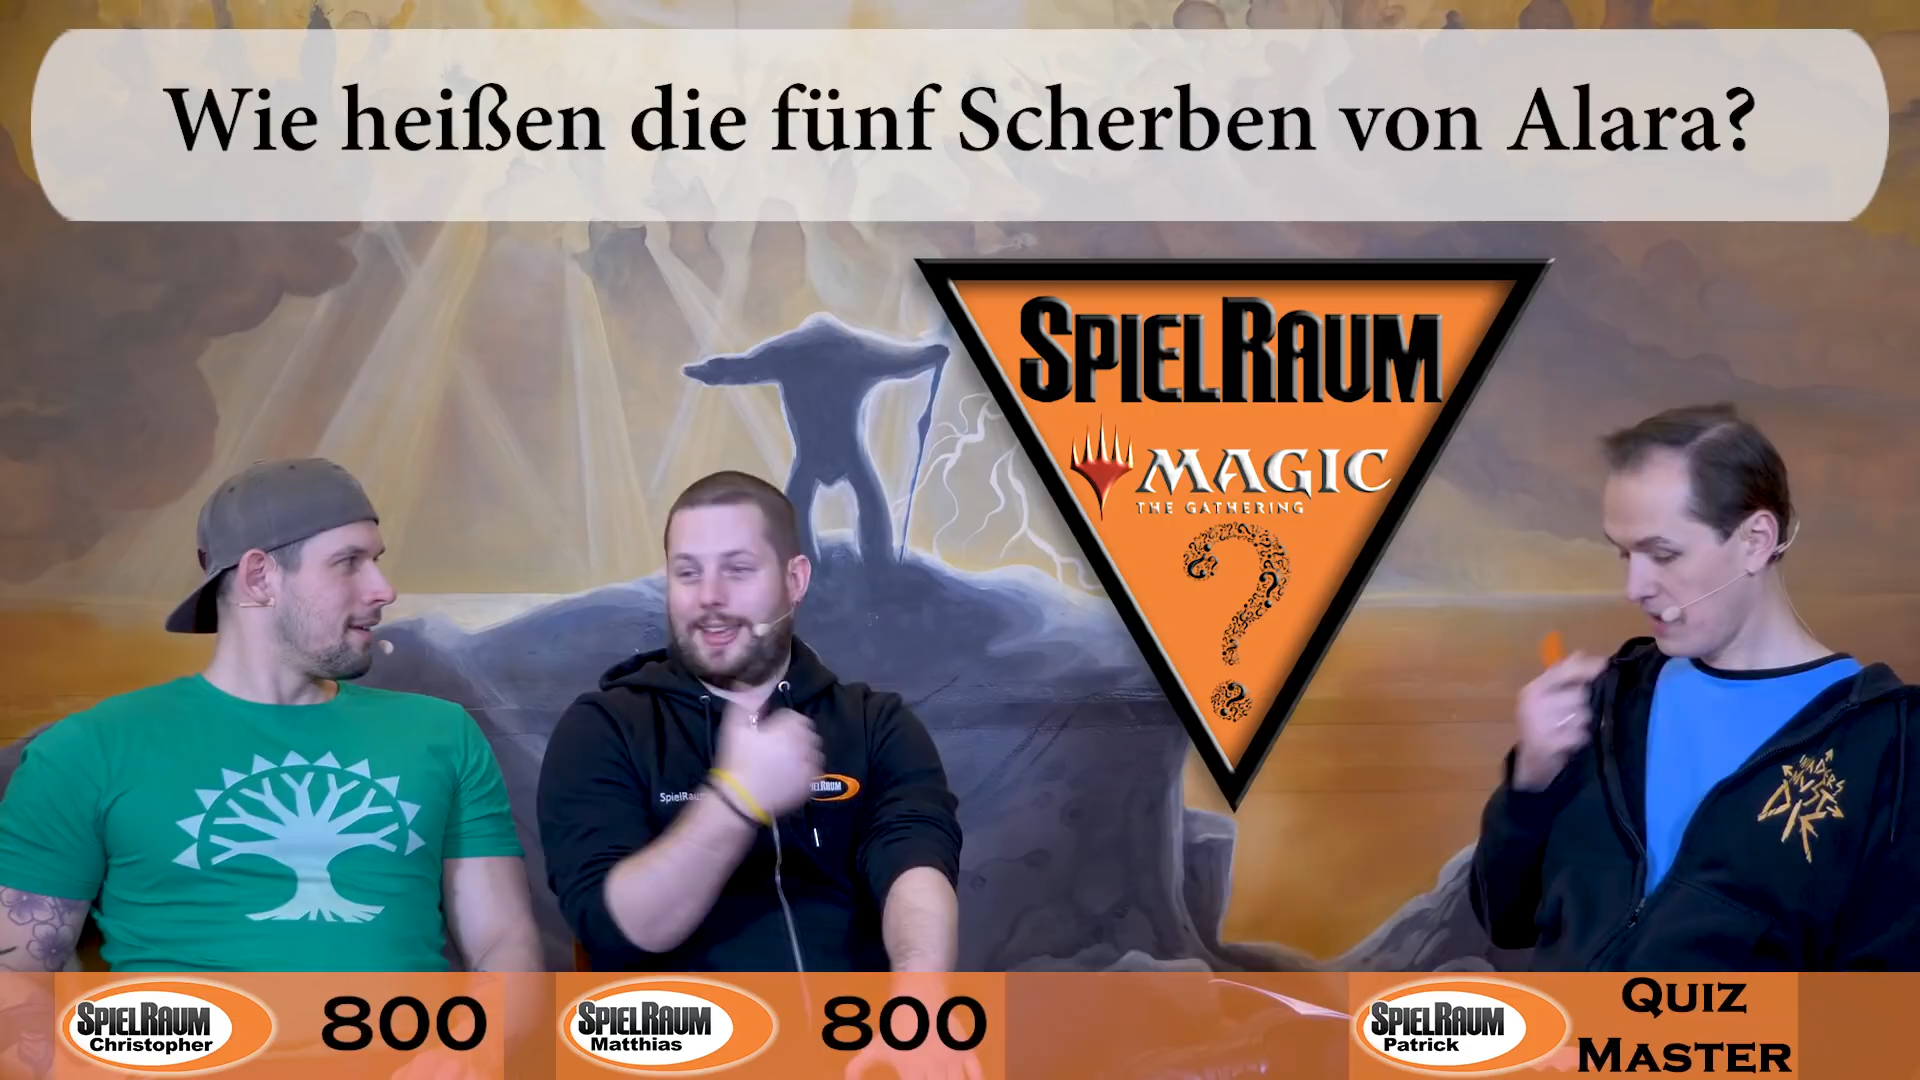 Wie heißen die fünf Scherben von Alara?
SPIELRAUM
MAGIC
THE GATHERING
?
SPIELRAUM
Christopher
800
SPIELRAUM
Matthias
800
SPIELRAUM
Patrick
QUIZ
MASTER